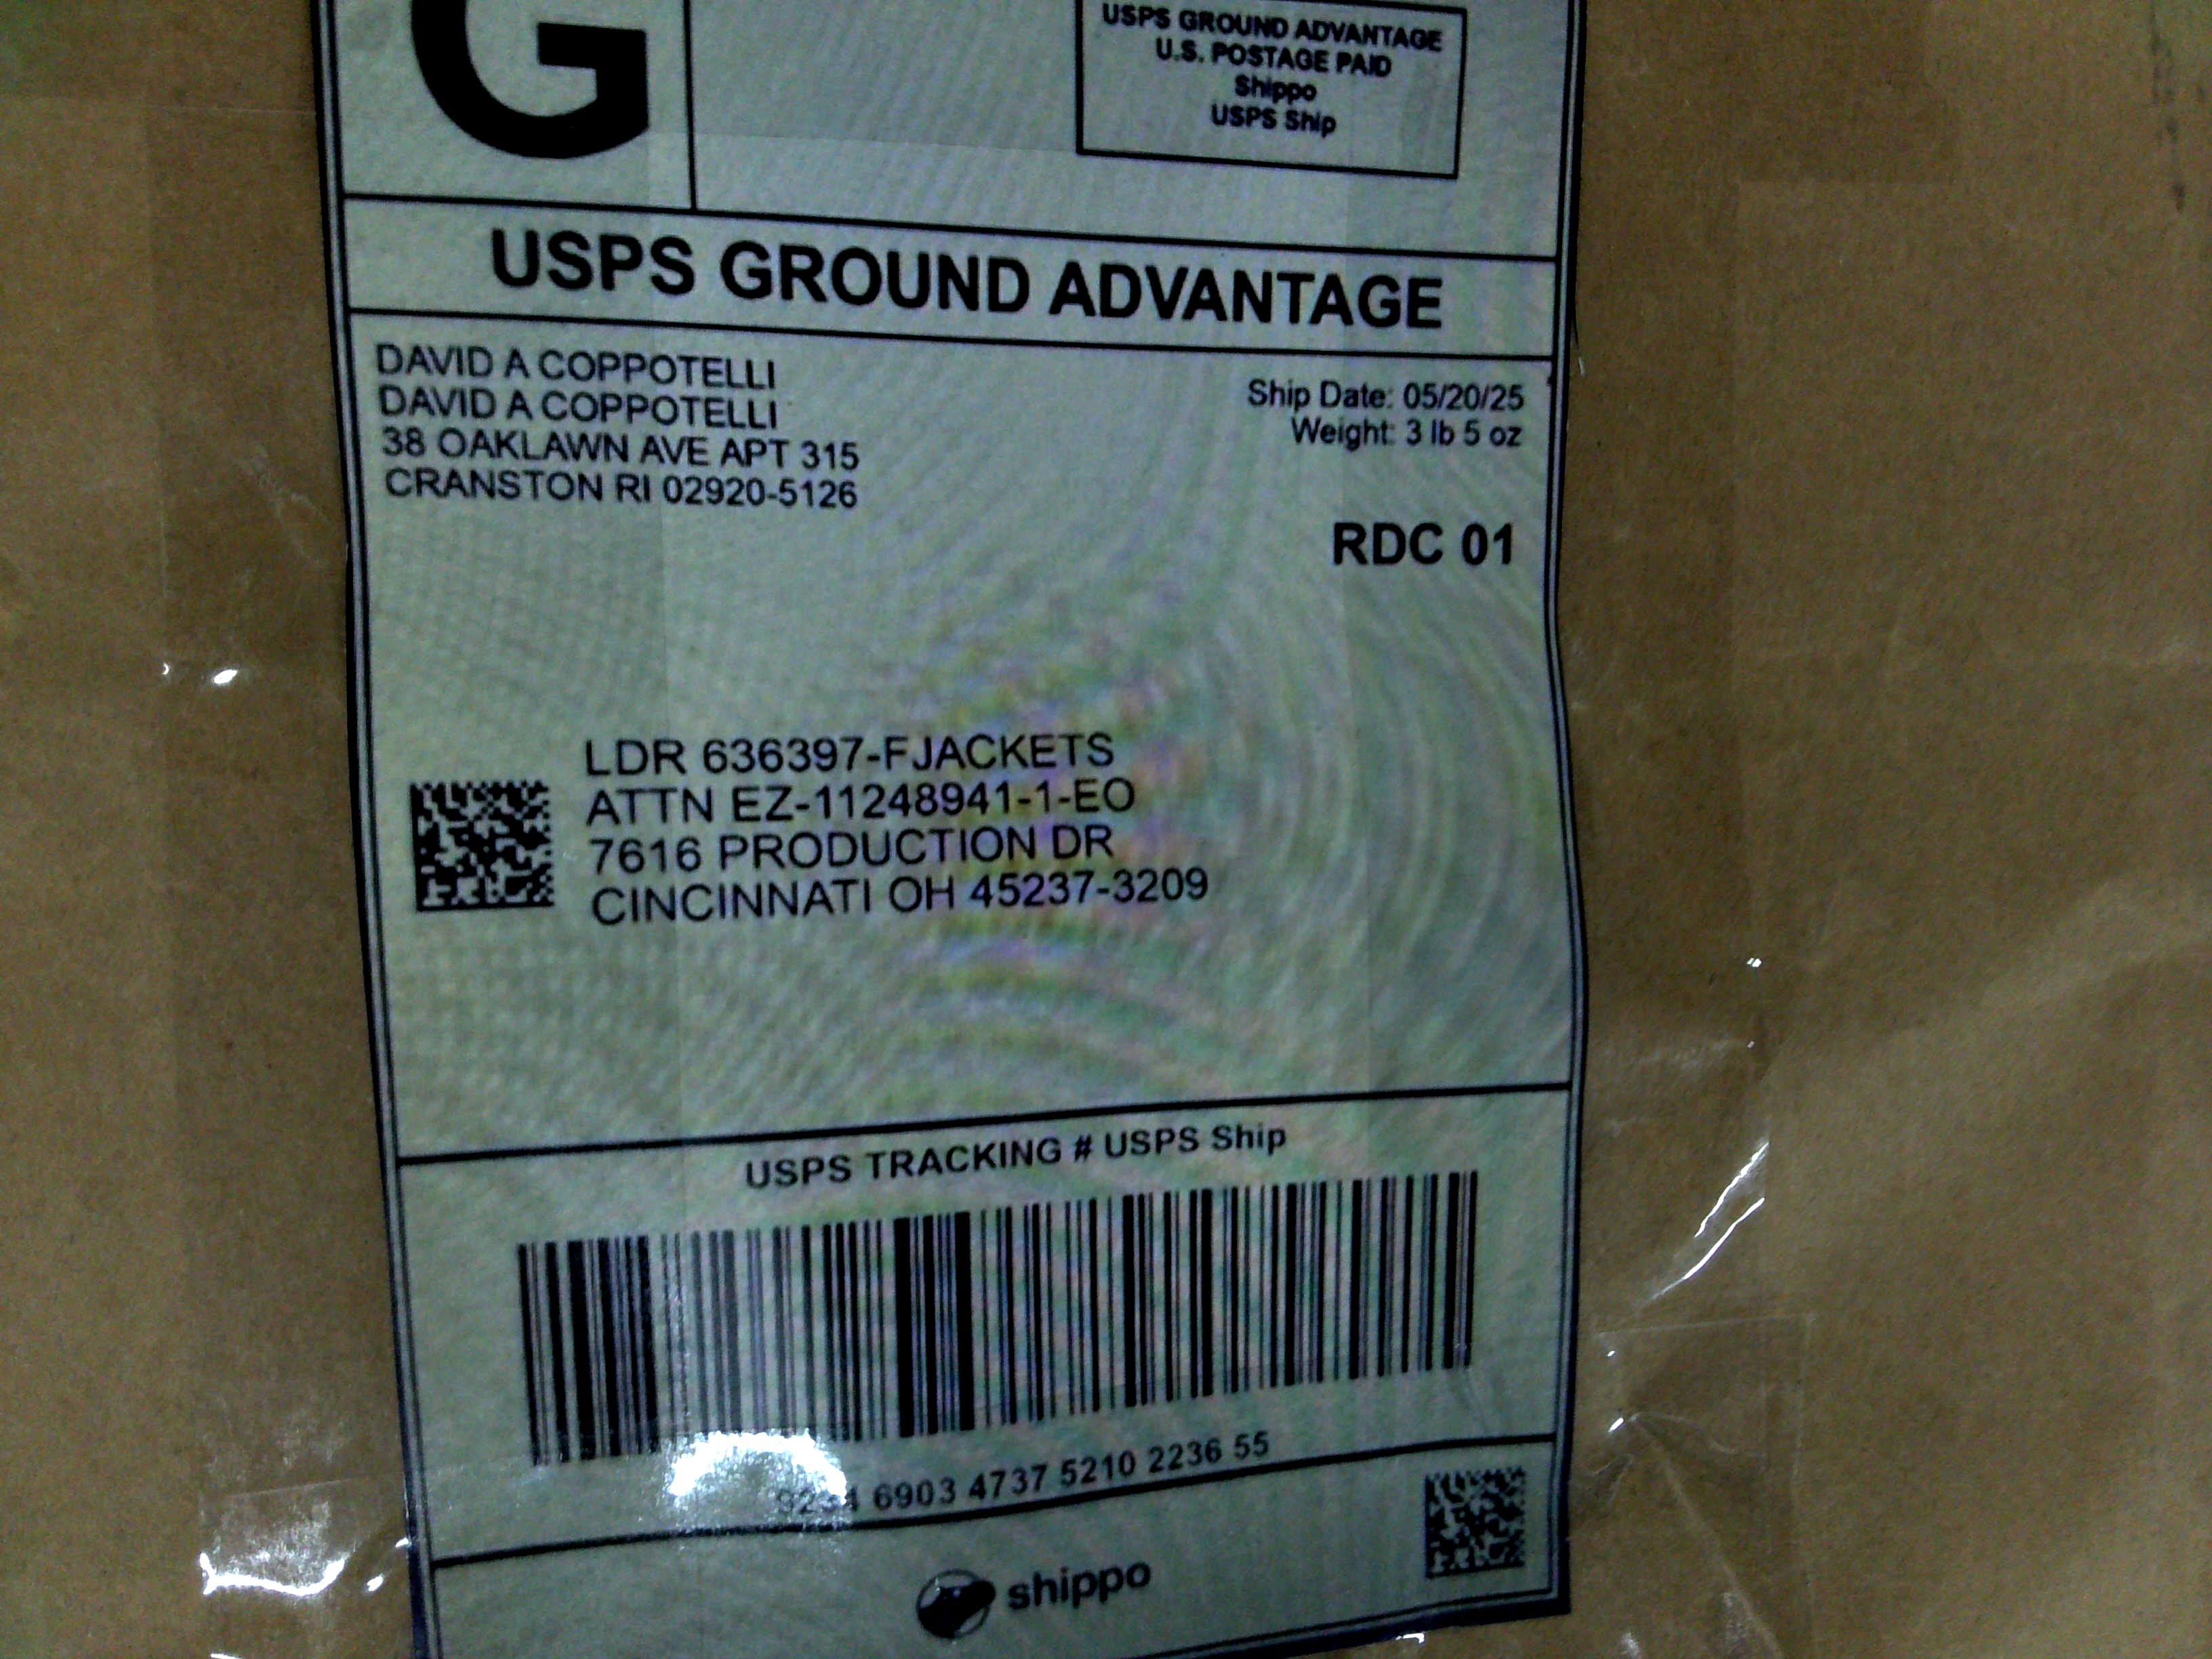 G
USPS GROUND ADVANTAGE
U.S. POSTAGE PAID
Shippo
USPS Ship
USPS GROUND ADVANTAGE
DAVID A COPPOTELLI
DAVID A COPPOTELLI
38 OAKLAWN AVE APT 315
CRANSTON RI 02920-5126
Ship Date: 05/20/25
Weight: 3 lb 5 oz
RDC 01
LDR 636397-FJACKETS
ATTN EZ-11248941-1-EO
7616 PRODUCTION DR
CINCINNATI OH 45237-3209
USPS TRACKING # USPS Ship
6903 4737 5210 2236 55
shippo